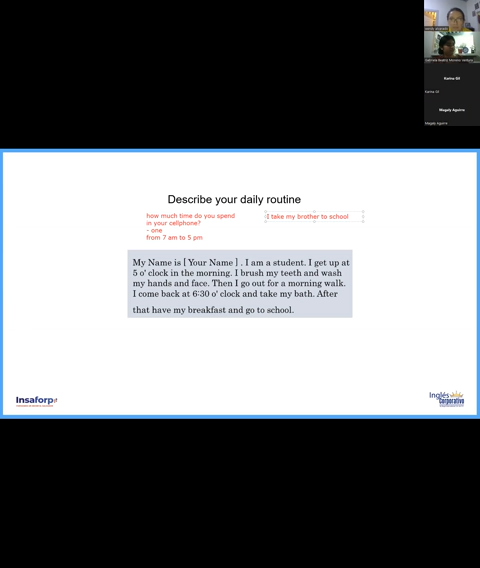 Karina Gil
Karina Gil
Magaly Aguirre
Magaly Aguirre
Describe your daily routine
how much time do you spend
in your cellphone?
- one
from 7 am to 5 pm
I take my brother to school
My Name is [ Your Name ] . I am a student. I get up at
5 o' clock in the morning. I brush my teeth and wash
my hands and face. Then I go out for a morning walk.
I come back at 6:30 o' clock and take my bath. After
that have my breakfast and go to school.
Insaforp
Inglés
Corporativo